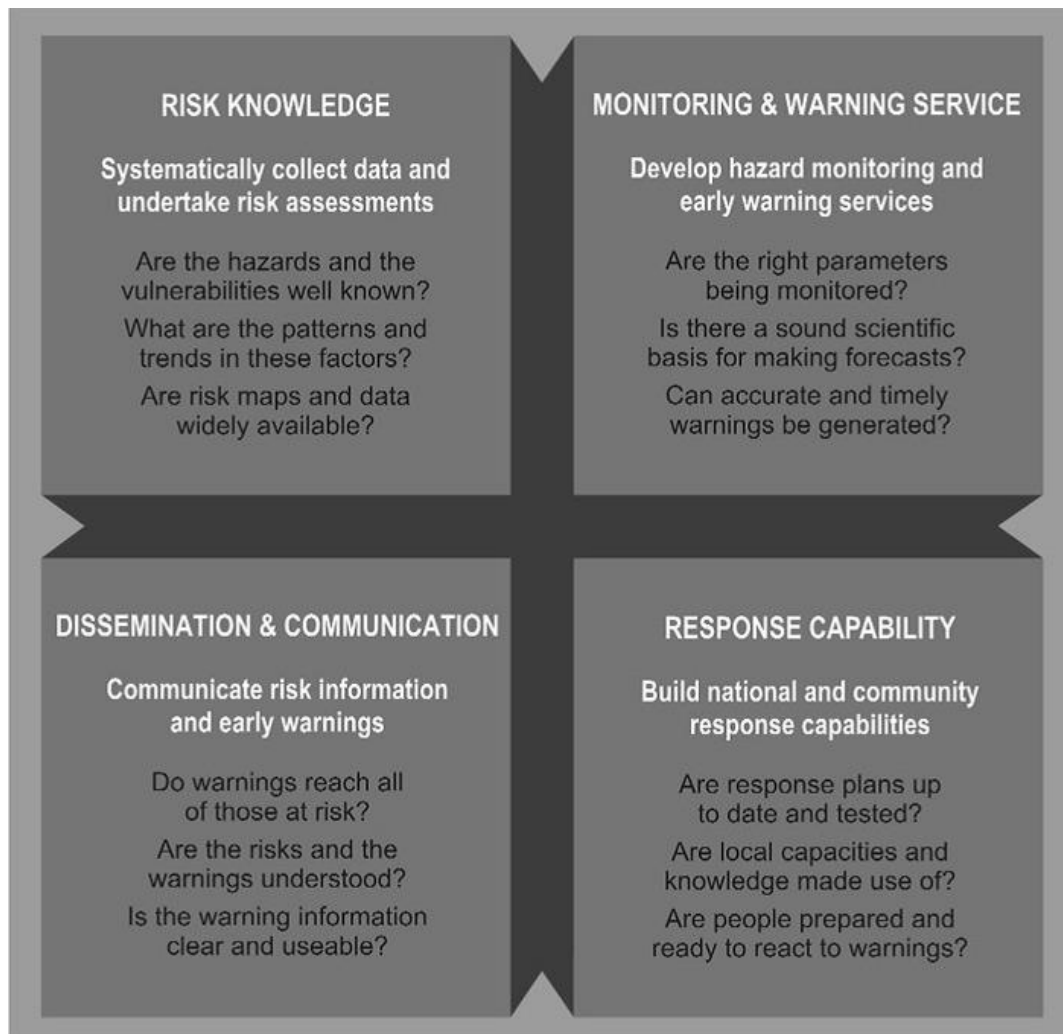 RISK KNOWLEDGE
Systematically collect data and
undertake risk assessments
Are the hazards and the
vulnerabilities well known?
What are the patterns and
trends in these factors?
Are risk maps and data
widely available?
MONITORING & WARNING SERVICE
Develop hazard monitoring and
early warning services
Are the right parameters
being monitored?
Is there a sound scientific
basis for making forecasts?
Can accurate and timely
warnings be generated?
DISSEMINATION & COMMUNICATION
Communicate risk information
and early warnings
Do warnings reach all
of those at risk?
Are the risks and the
warnings understood?
Is the warning information
clear and useable?
RESPONSE CAPABILITY
Build national and community
response capabilities
Are response plans up
to date and tested?
Are local capacities and
knowledge made use of?
Are people prepared and
ready to react to warnings?